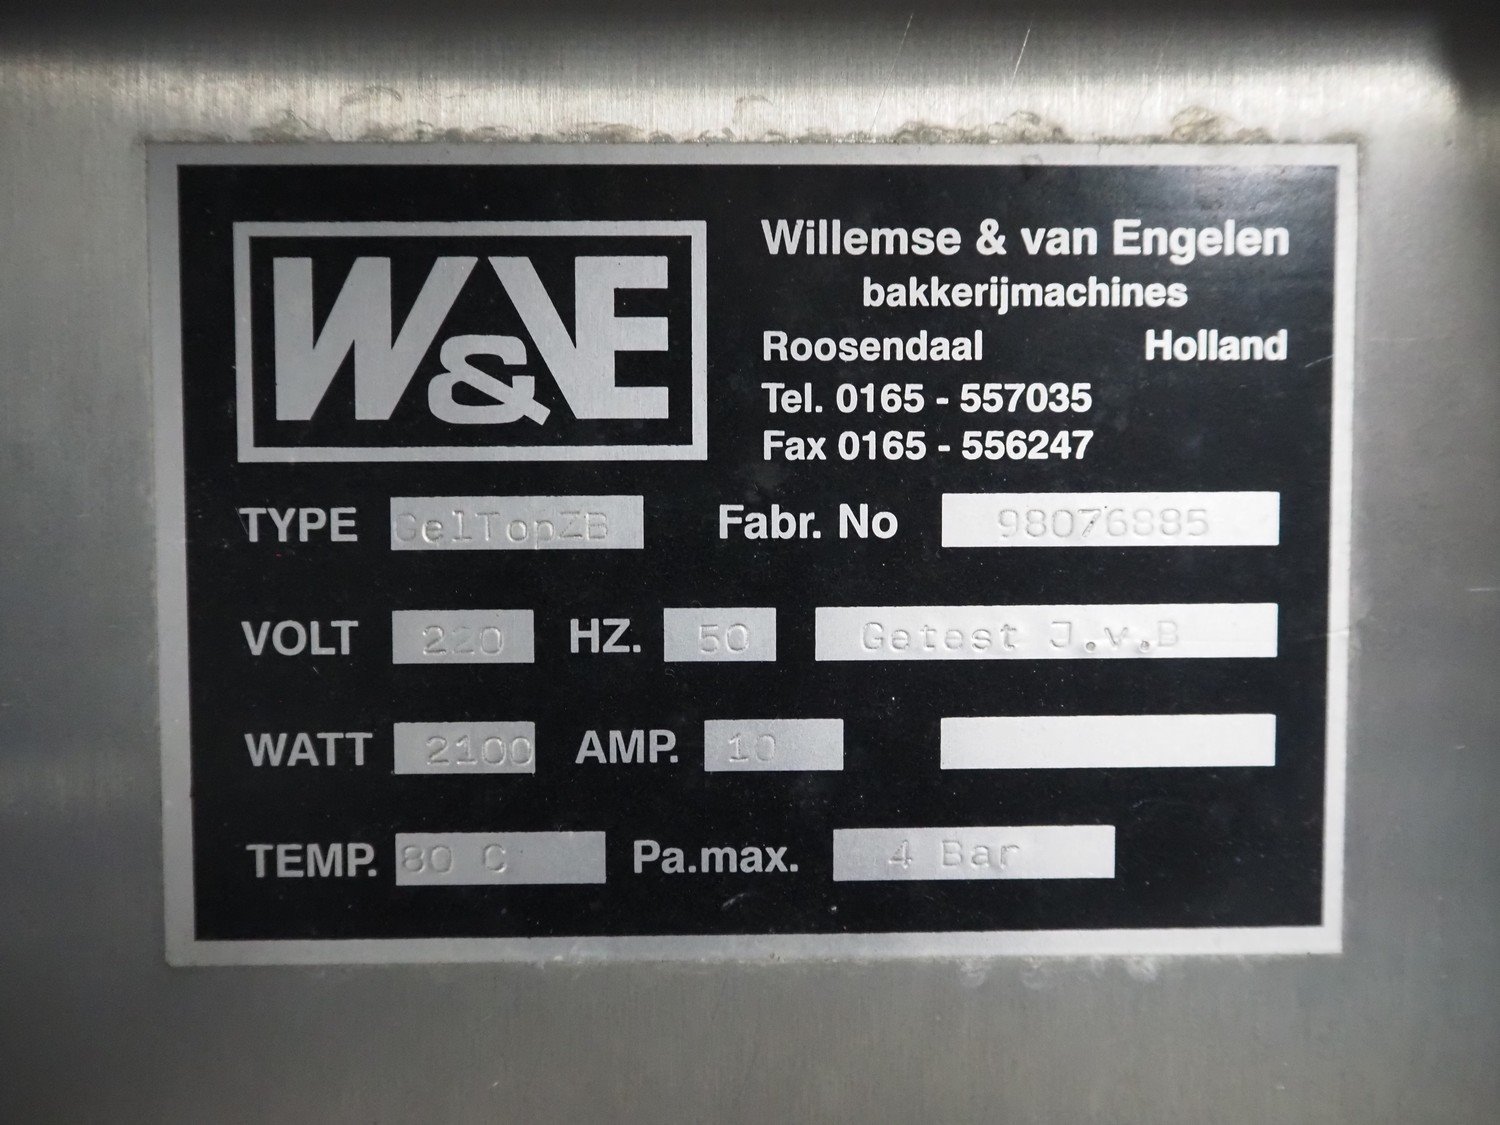 W&VE
Willemse & van Engelen
bakkerijmachines
Roosendaal Holland
Tel. 0165 - 557035
Fax 0165 - 556247
TYPE GelTopZB Fabr. No 98076885
VOLT 220 HZ. 50 Getest J.v.B
WATT 2100 AMP. 10
TEMP. 80 C Pa.max. 4 Bar